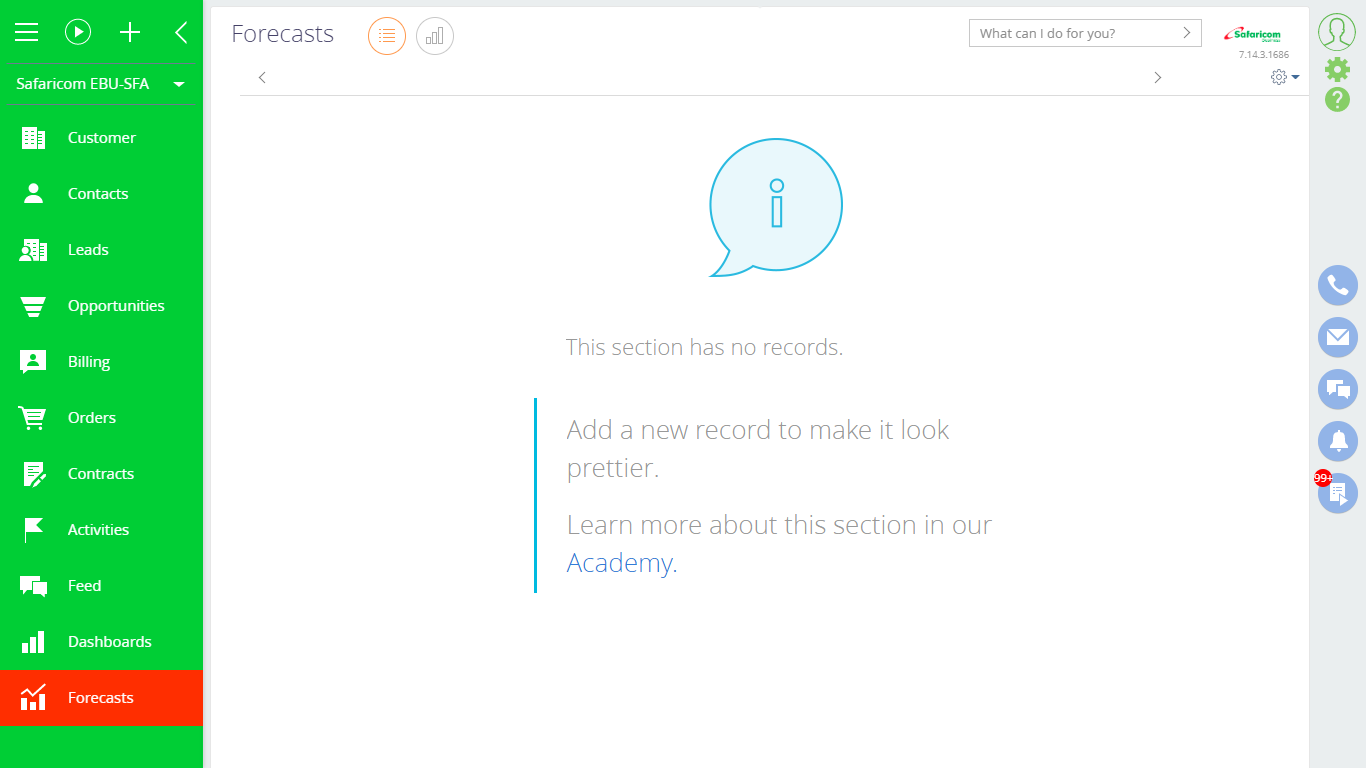 Safaricom EBU-SFA
Customer
Contacts
Leads
Opportunities
Billing
Orders
Contracts
Activities
Feed
Dashboards
Forecasts
Forecasts
What can I do for you?
Safaricom
BUSINESS
7.14.3.1686
This section has no records.
Add a new record to make it look
prettier.
Learn more about this section in our
Academy.
99+